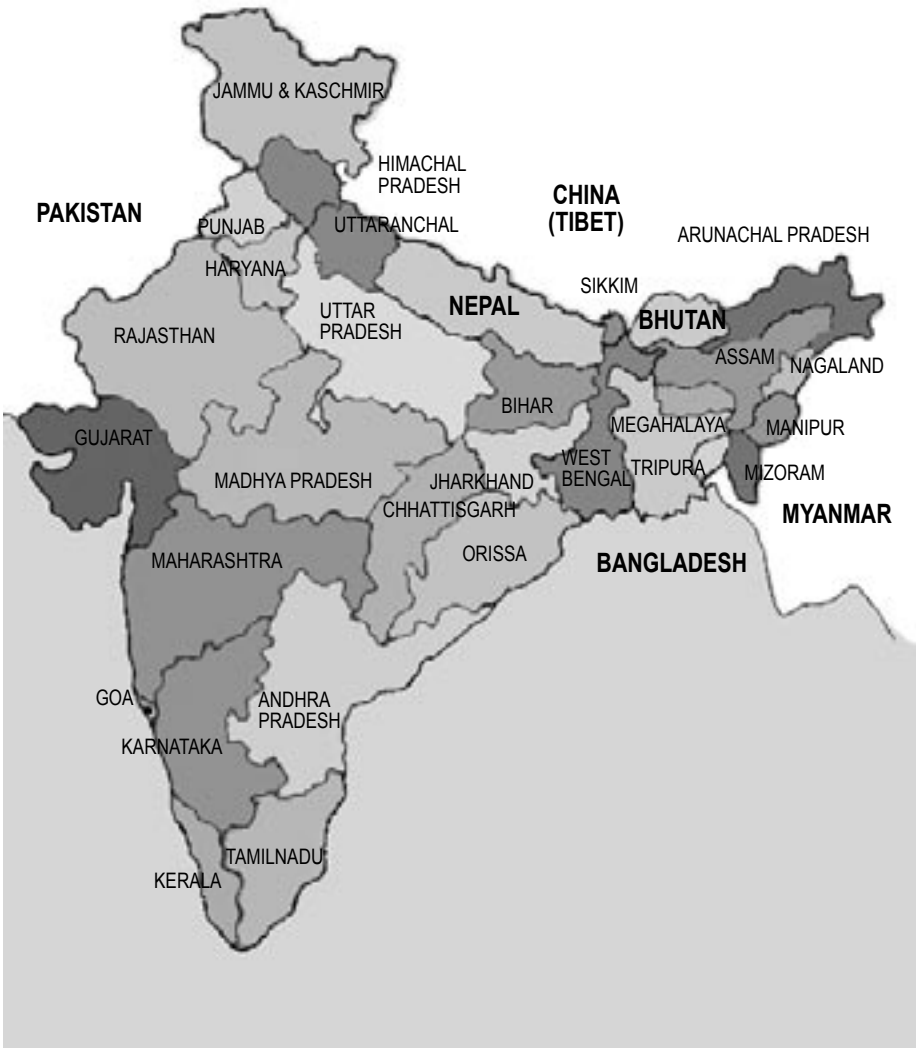 JAMMU & KASCHMIR
HIMACHAL
PRADESH
CHINA
(TIBET)
PAKISTAN
PUNJAB
UTTARANCHAL
ARUNACHAL PRADESH
HARYANA
SIKKIM
NEPAL
UTTAR
PRADESH
BHUTAN
RAJASTHAN
ASSAM
NAGALAND
BIHAR
MEGAHALAYA
MANIPUR
GUJARAT
WEST
BENGAL
TRIPURA
MIZORAM
MADHYA PRADESH
JHARKHAND
CHHATTISGARH
MYANMAR
MAHARASHTRA
ORISSA
BANGLADESH
GOA
ANDHRA
PRADESH
KARNATAKA
TAMILNADU
KERALA